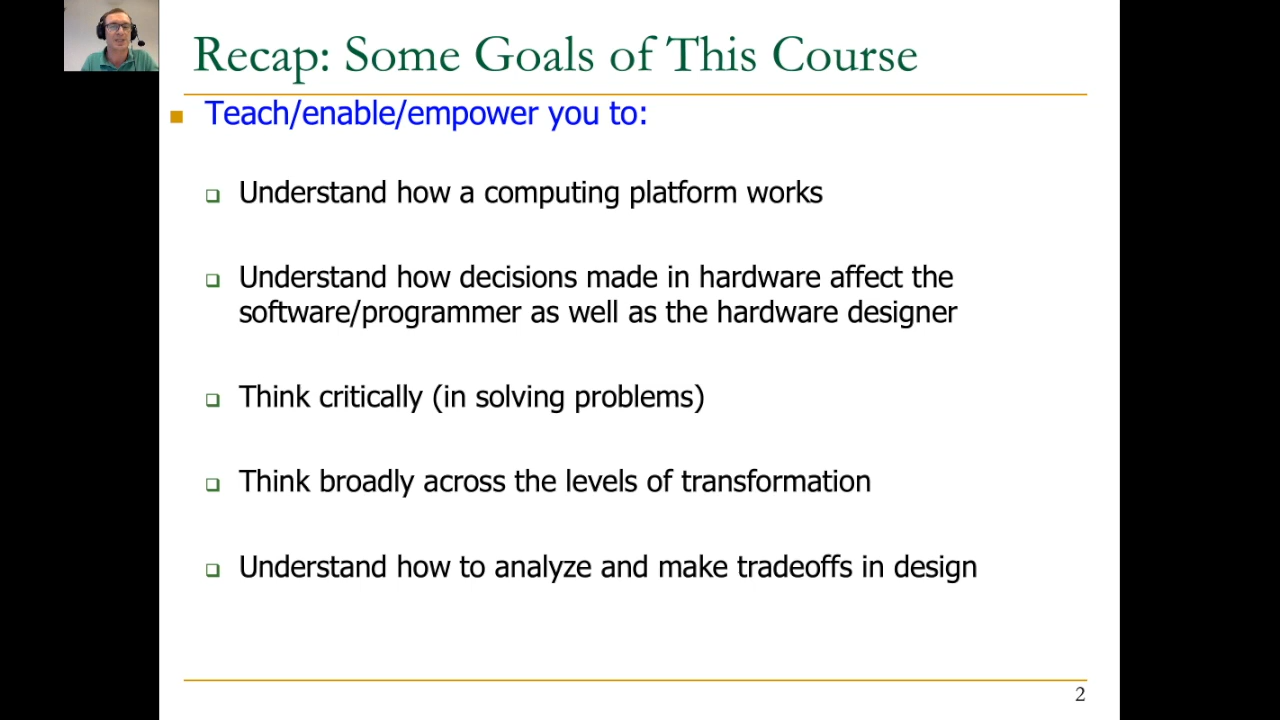 Recap: Some Goals of This Course
Teach/enable/empower you to:
Understand how a computing platform works
Understand how decisions made in hardware affect the
software/programmer as well as the hardware designer
Think critically (in solving problems)
Think broadly across the levels of transformation
Understand how to analyze and make tradeoffs in design
2